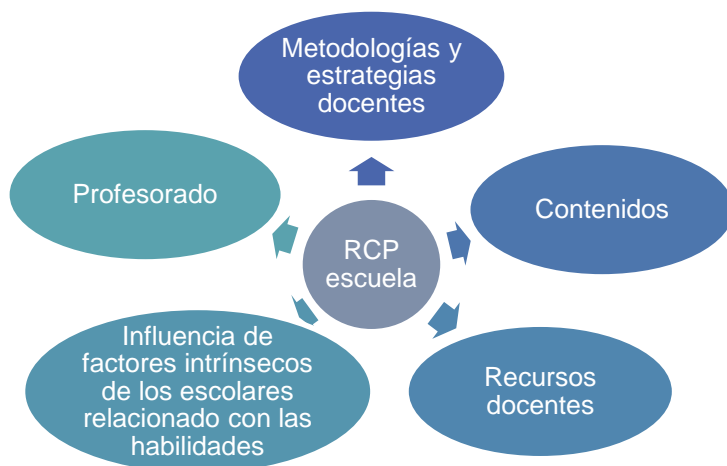 Metodologías y
estrategias
docentes
Profesorado
Contenidos
RCP
escuela
Influencia de
factores intrínsecos
de los escolares
relacionado con las
habilidades
Recursos
docentes